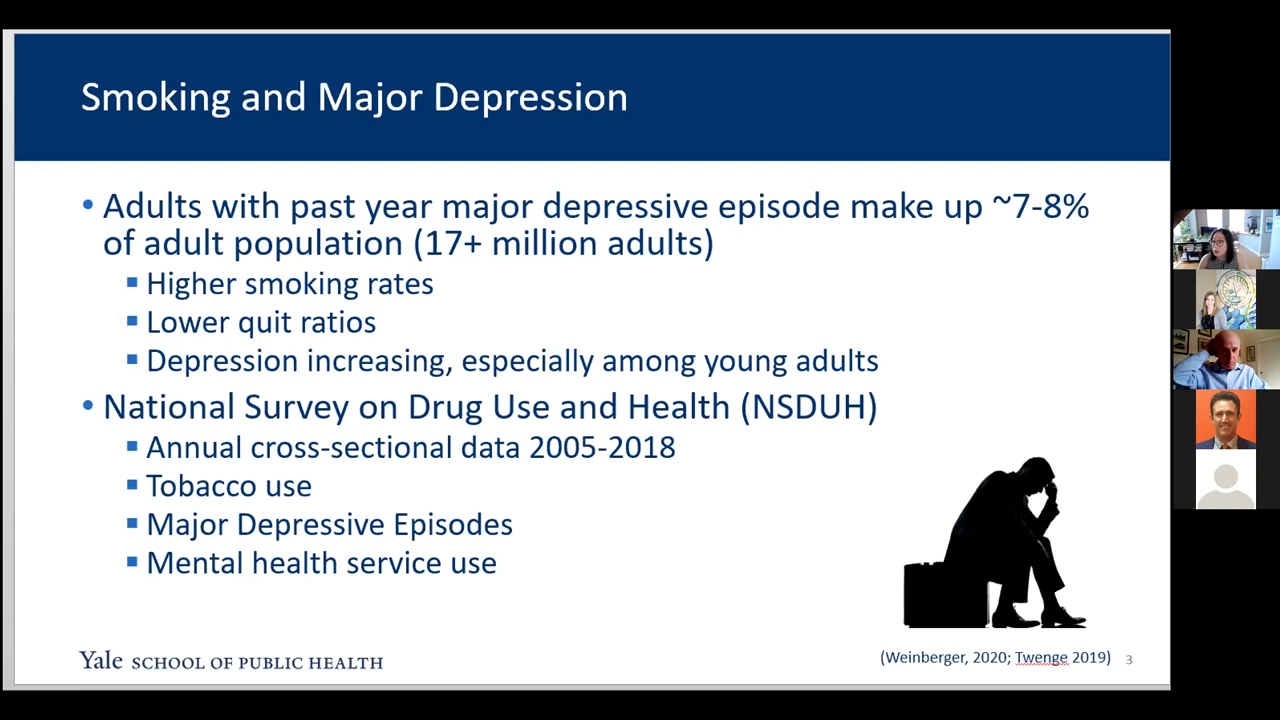 Smoking and Major Depression
• Adults with past year major depressive episode make up ~7-8%
of adult population (17+ million adults)
▪ Higher smoking rates
▪ Lower quit ratios
▪ Depression increasing, especially among young adults
• National Survey on Drug Use and Health (NSDUH)
▪ Annual cross-sectional data 2005-2018
▪ Tobacco use
▪ Major Depressive Episodes
▪ Mental health service use
Yale SCHOOL OF PUBLIC HEALTH
(Weinberger, 2020; Twenge 2019) 3